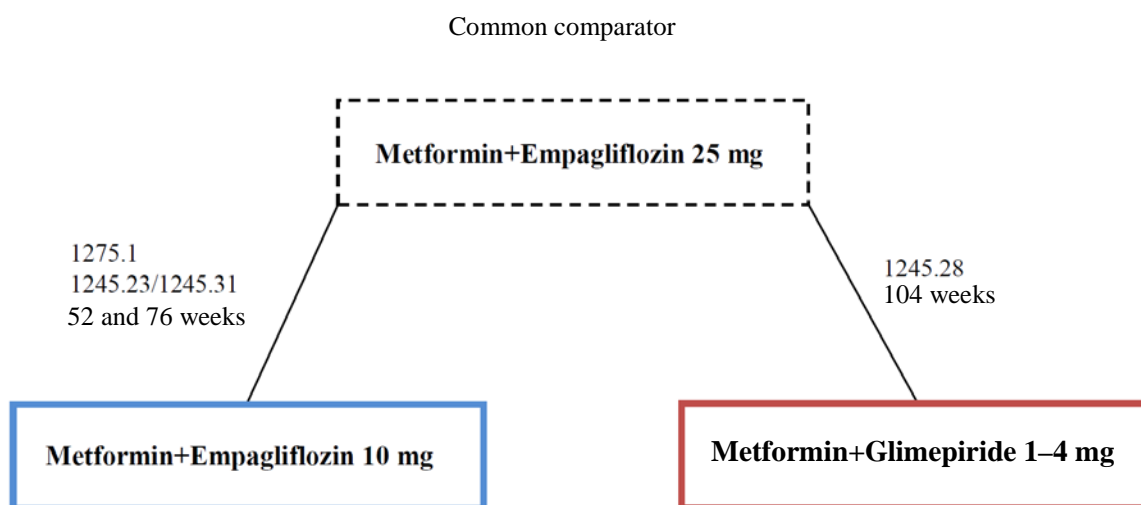 Common comparator
Metformin+Empagliflozin 25 mg
1275.1
1245.23/1245.31
52 and 76 weeks
1245.28
104 weeks
Metformin+Empagliflozin 10 mg
Metformin+Glimepiride 1–4 mg